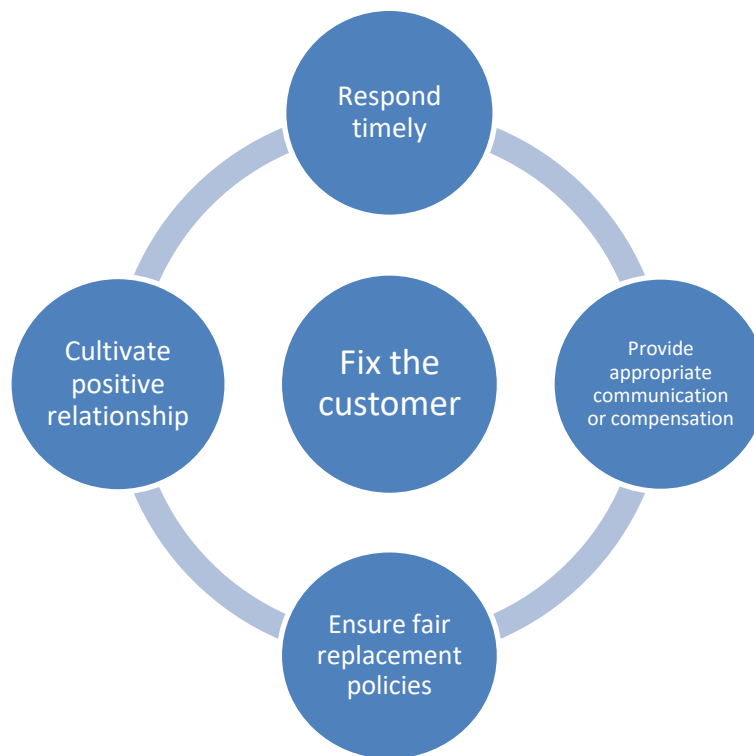 Respond
timely
Cultivate
positive
relationship
Fix the
customer
Provide
appropriate
communication
or compensation
Ensure fair
replacement
policies